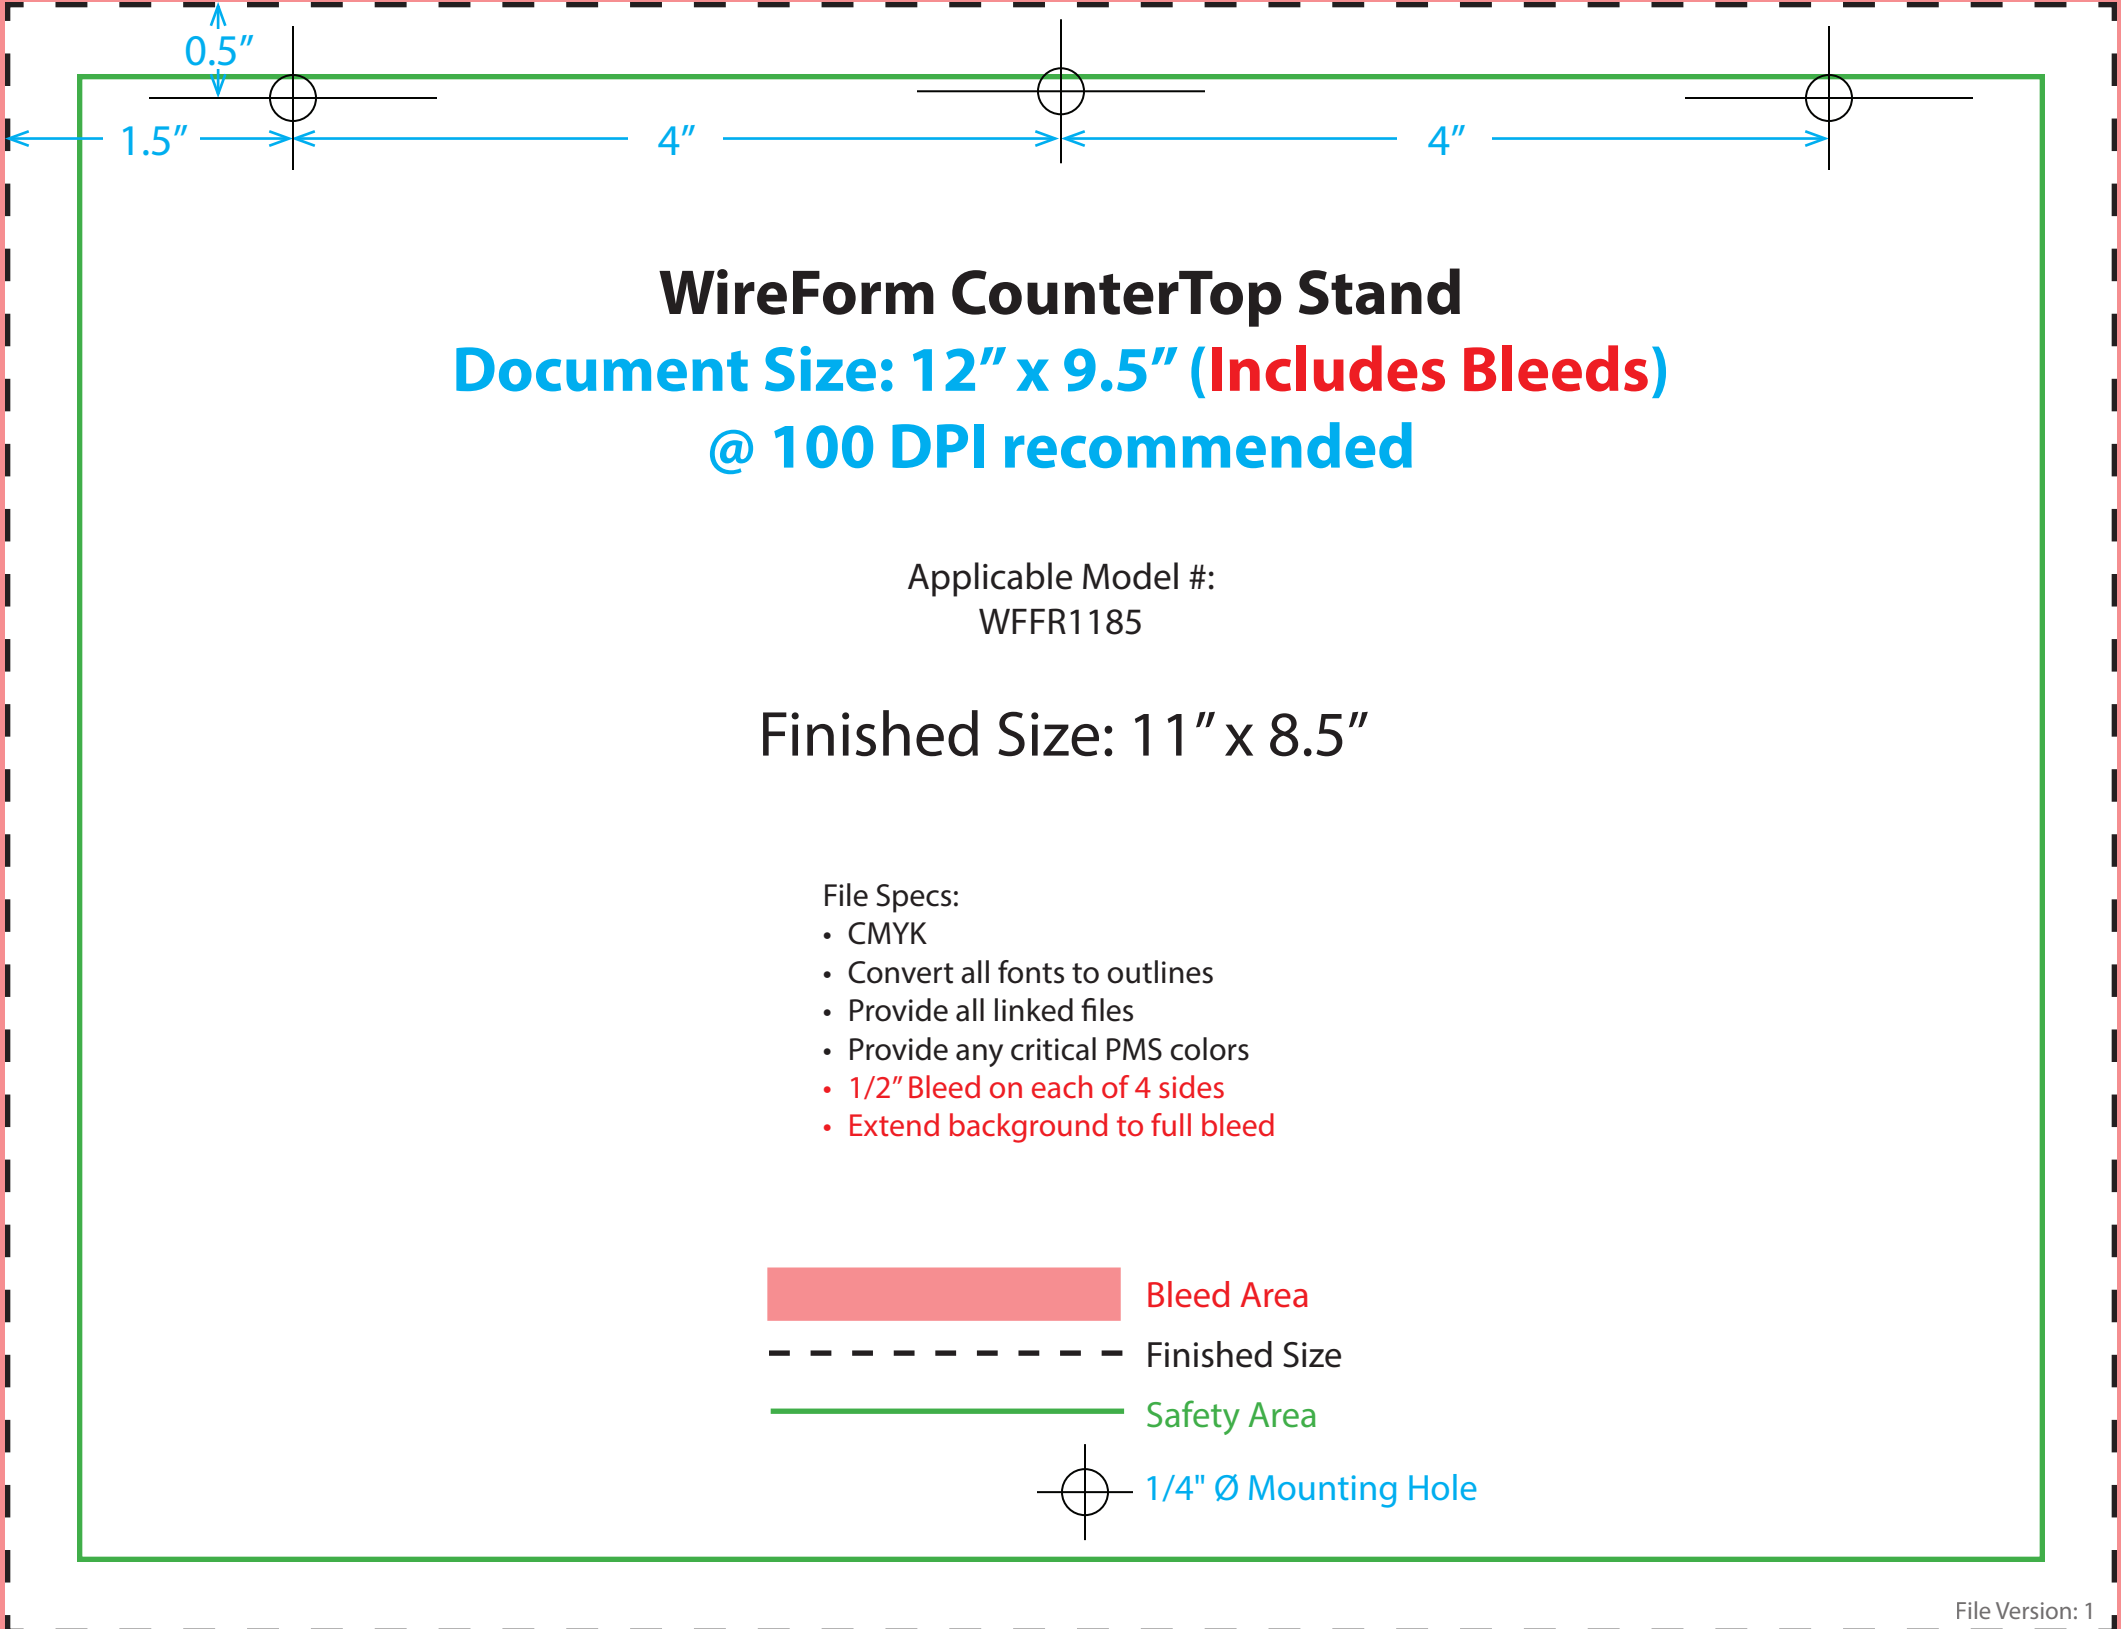 0.5”
1.5” 4” 4”
WireForm CounterTop Stand
Document Size: 12” x 9.5” (Includes Bleeds)
@ 100 DPI recommended
Applicable Model #:
WFFR1185
Finished Size: 11” x 8.5”
File Specs:
• CMYK
• Convert all fonts to outlines
• Provide all linked files
• Provide any critical PMS colors
• 1/2” Bleed on each of 4 sides
• Extend background to full bleed
Bleed Area
Finished Size
Safety Area
1/4" Ø Mounting Hole
File Version: 1